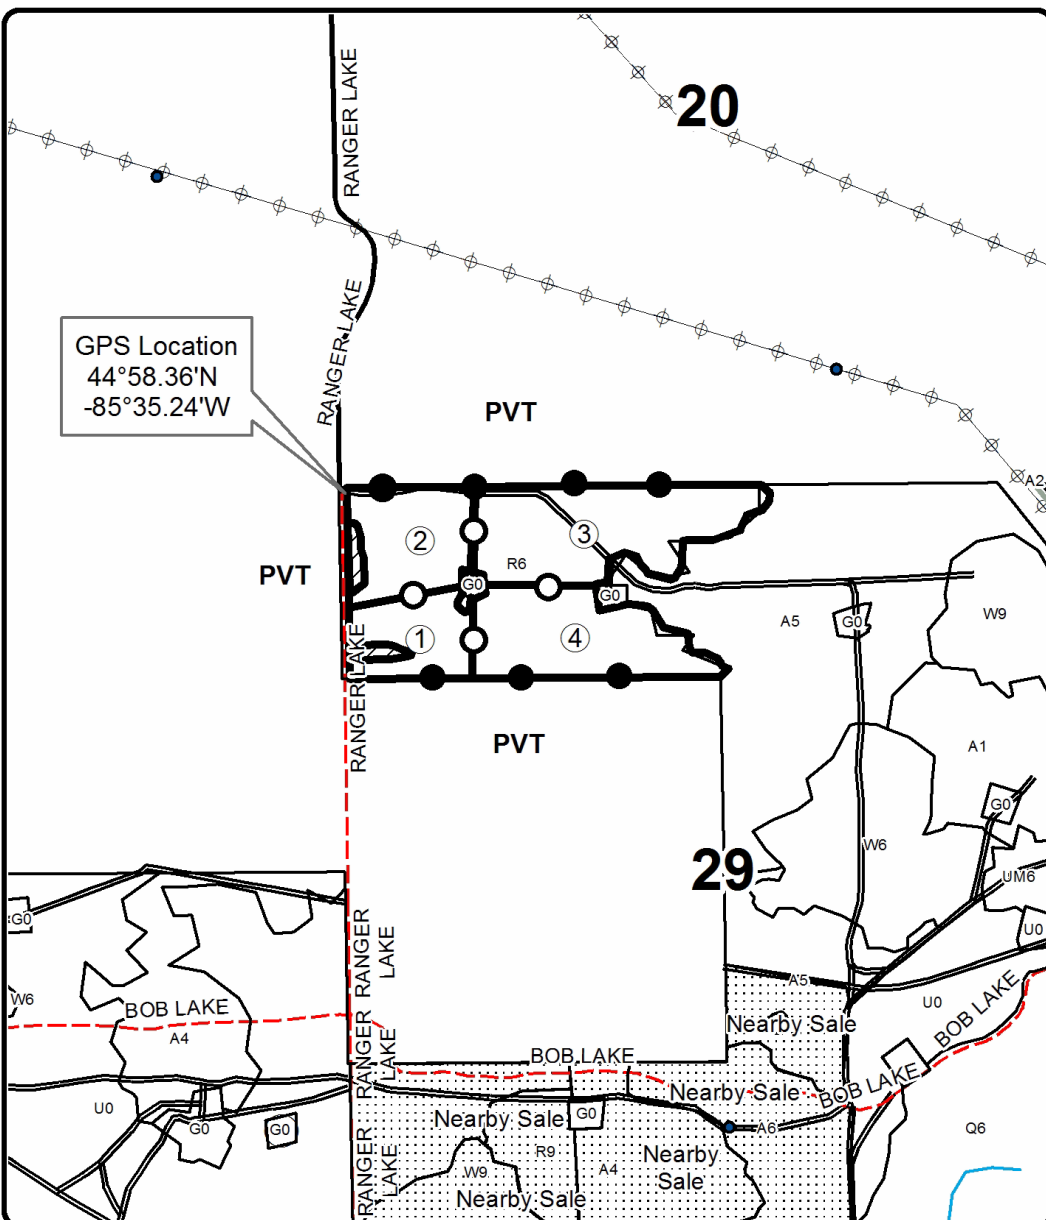 RANGER LAKE
20
RANGER LAKE
GPS Location
44°58.36'N
-85°35.24'W
PVT
A2
2
3
R6
PVT
G0
G0
1
4
A5
G0
W9
RANGER LAKE
PVT
A1
G0
W6
29
UM6
G0
U0
RANGER
LAKE
A5
W6
BOB LAKE
A4
U0
BOB LAKE
Nearby Sale
RANGER
LAKE
BOB LAKE
Nearby Sale
BOB LAKE
U0
G0
G0
Nearby Sale
G0
A6
Q6
RANGER
LAKE
W9
R9
A4
Nearby
Sale
Nearby Sale